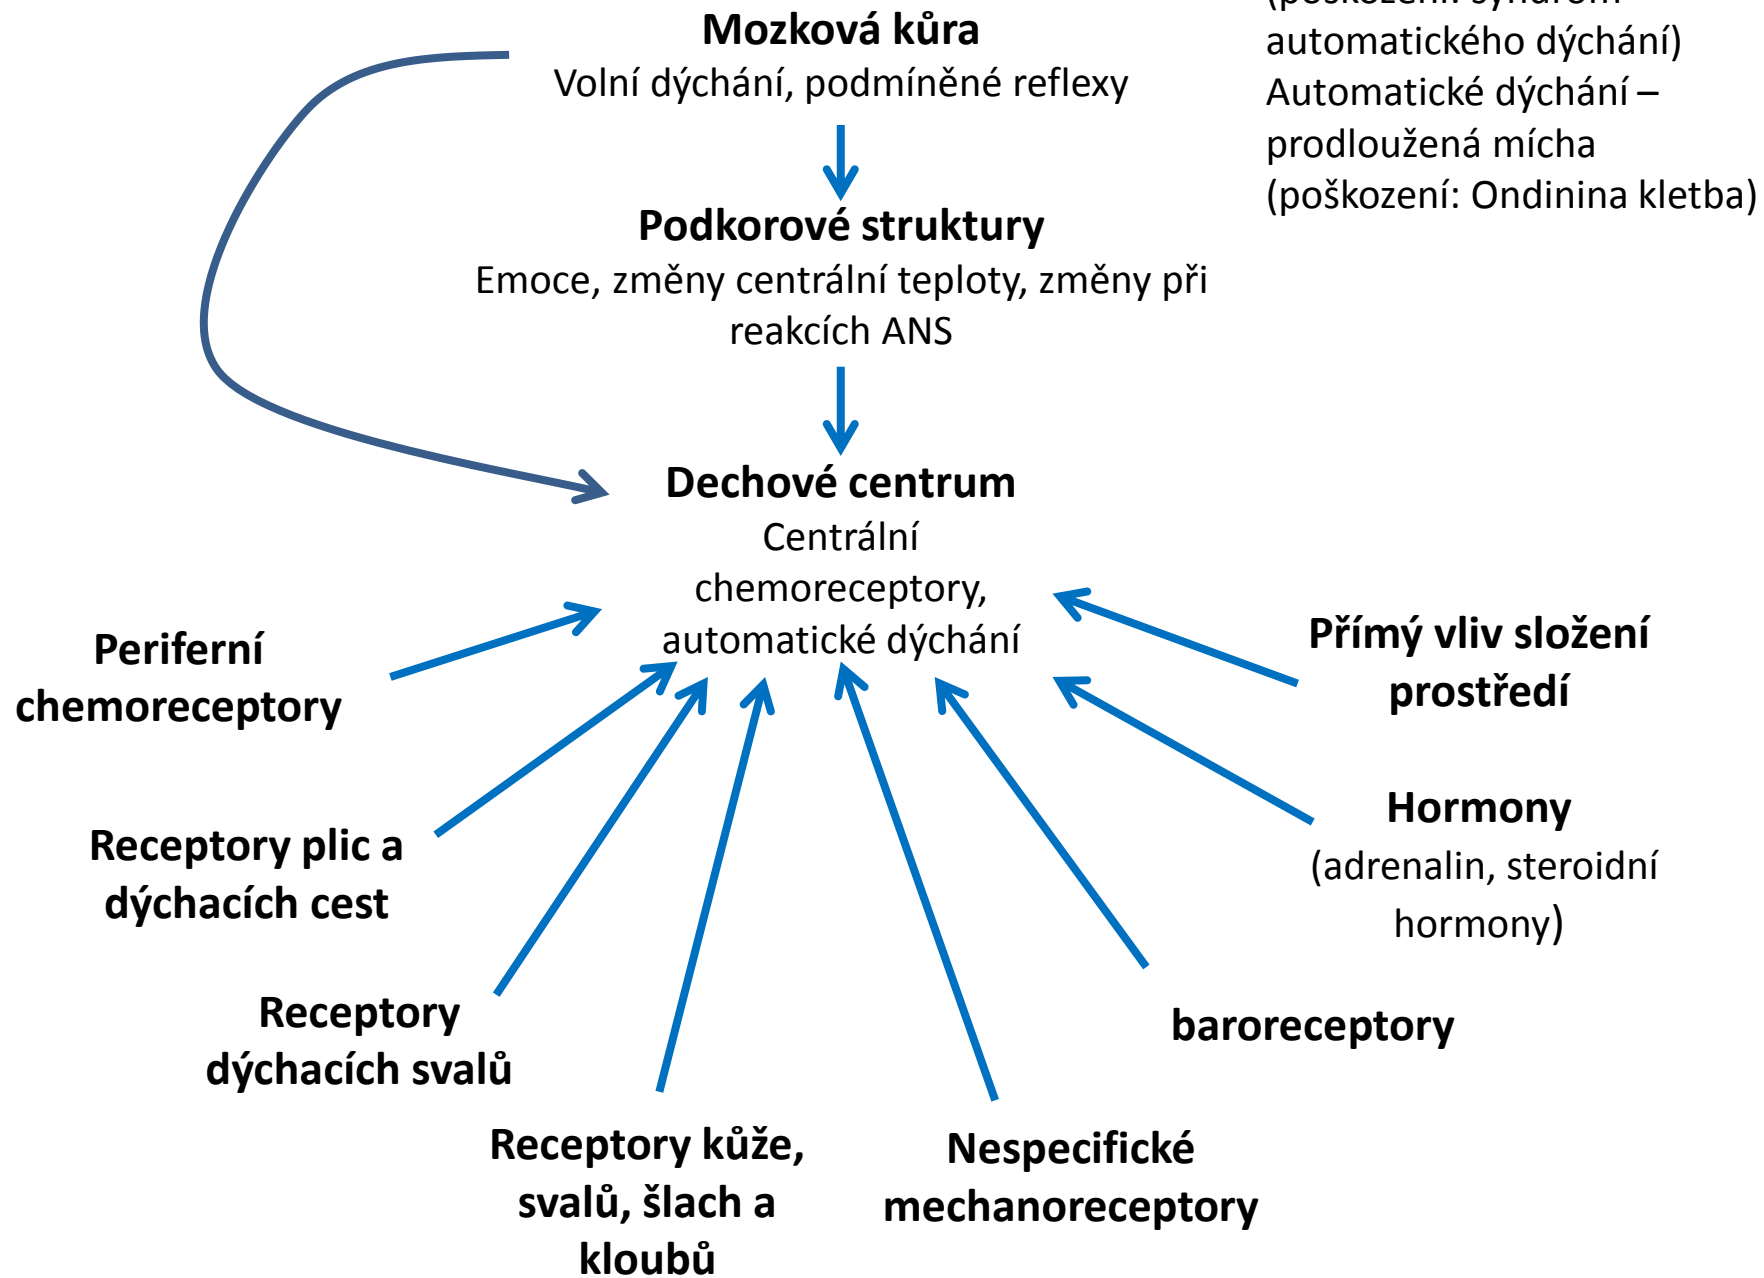 Mozková kůra
Volní dýchání, podmíněné reflexy
(poškození: syndrom
automatického dýchání)
Automatické dýchání –
prodloužená mícha
(poškození: Ondinina kletba)
Podkorové struktury
Emoce, změny centrální teploty, změny při
reakcích ANS
Dechové centrum
Centrální
chemoreceptory,
automatické dýchání
Periferní
chemoreceptory
Receptory plic a
dýchacích cest
Receptory
dýchacích svalů
Receptory kůže,
svalů, šlach a
kloubů
Nespecifické
mechanoreceptory
baroreceptory
Hormony
(adrenalin, steroidní
hormony)
Přímý vliv složení
prostředí